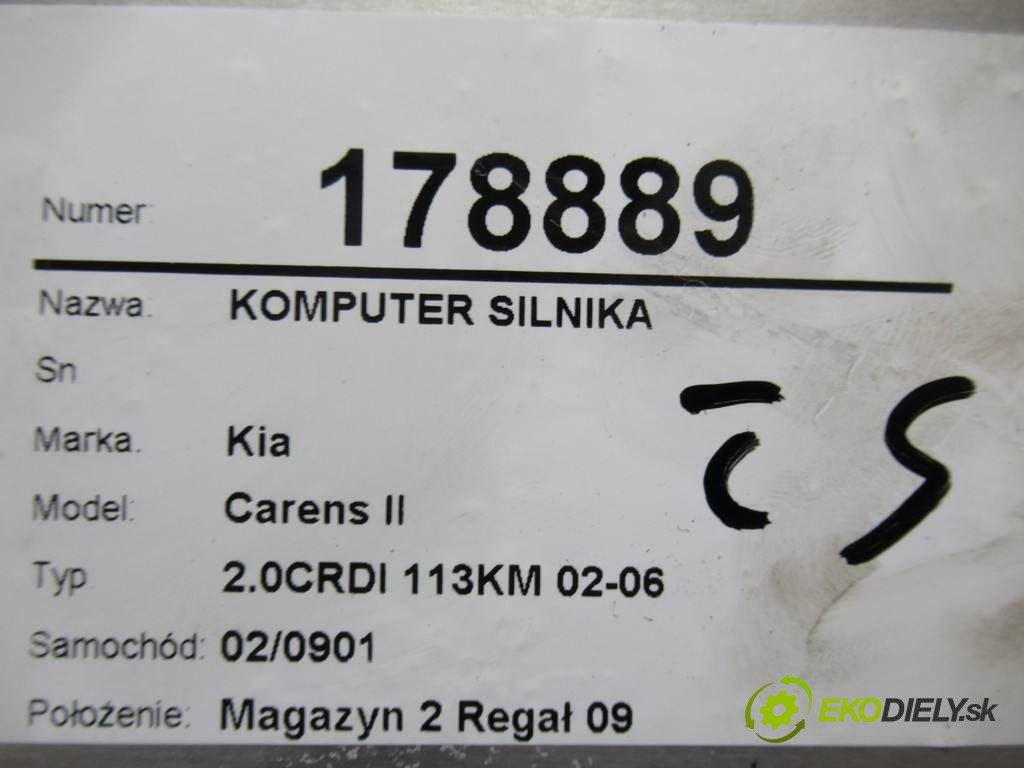 Numer: 178889
Nazwa: KOMPUTER SILNIKA
Sn
Marka: Kia
Model: Carens II
Typ 2.0CRDI 113KM 02-06
Samochód: 02/0901
Położenie: Magazyn 2 Regał 09
EKODIELY.sk